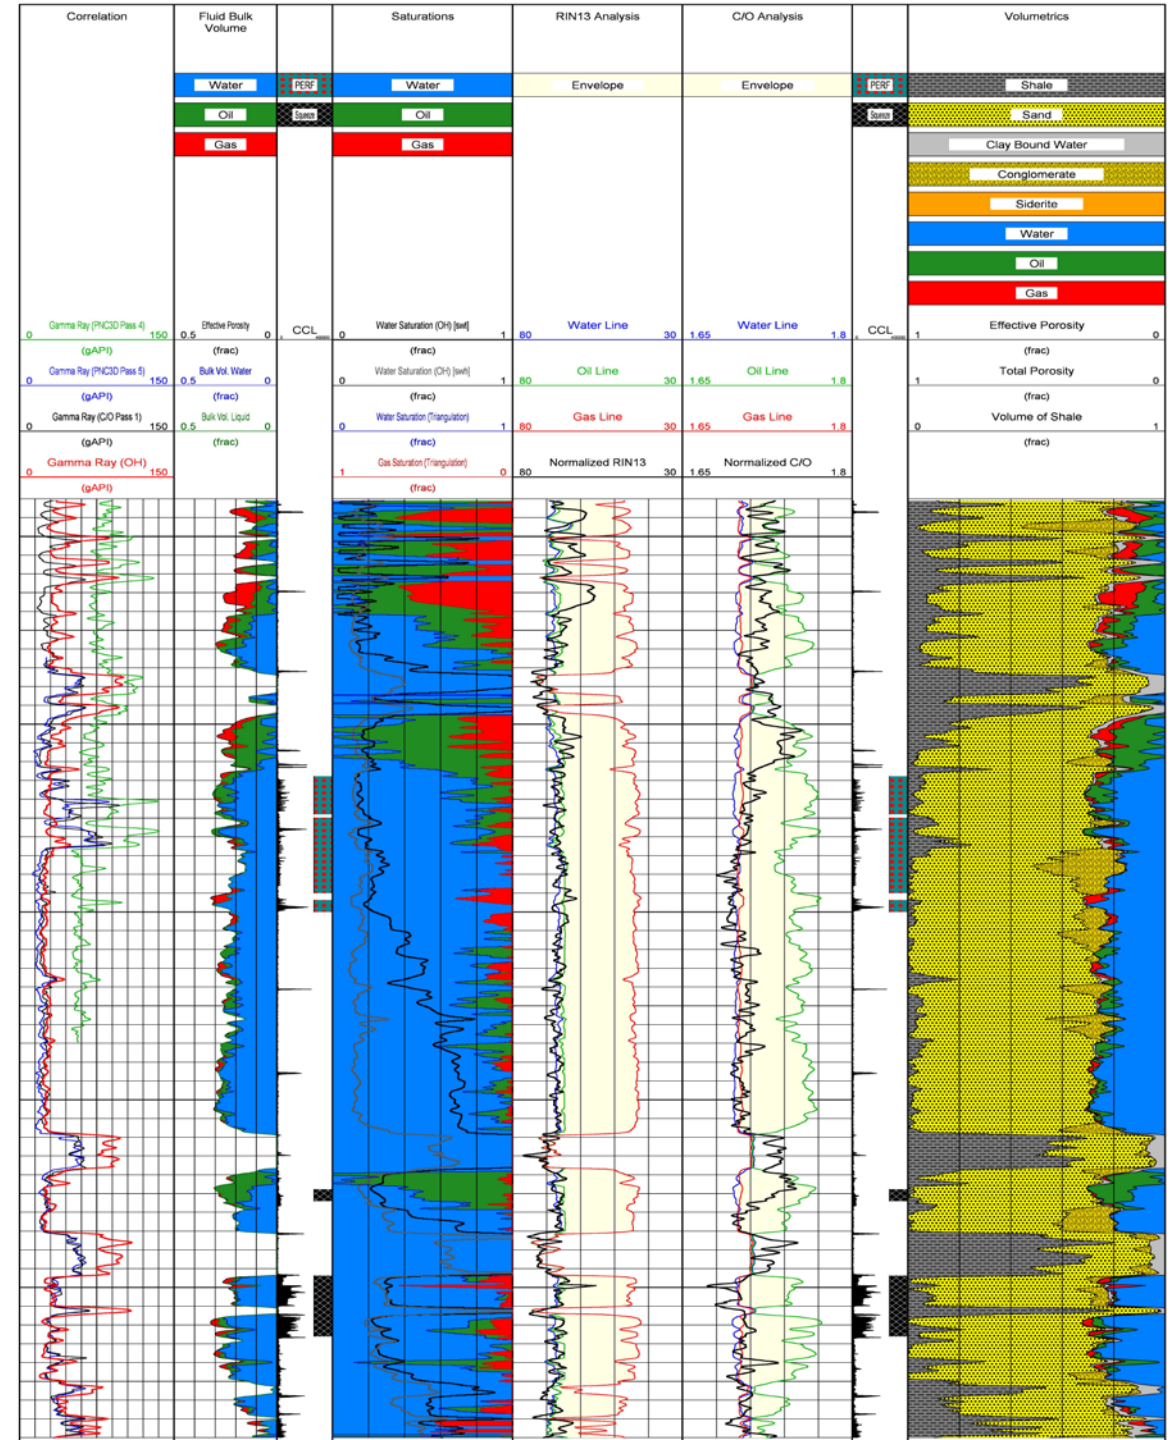 Correlation
Fluid Bulk
Volume
Saturations
RIN13 Analysis
C/O Analysis
Volumetrics
Water
PERF
Water
Envelope
Envelope
PERF
Shale
Oil
Squeeze
Oil
Squeeze
Sand
Gas
Gas
Clay Bound Water
Conglomerate
Siderite
Water
Oil
Gas
0 Gamma Ray (PNC3D Pass 4) 150
(gAPI)
0.5 Effective Porosity 0
(frac)
CCL
0 Water Saturation (OH) [swt] 1
(frac)
80 Water Line 30
1.65 Water Line 1.8
CCL
1 Effective Porosity 0
(frac)
0 Gamma Ray (PNC3D Pass 5) 150
(gAPI)
0.5 Bulk Vol. Water 0
(frac)
0 Water Saturation (OH) [swh] 1
(frac)
80 Oil Line 30
1.65 Oil Line 1.8
1 Total Porosity 0
(frac)
0 Gamma Ray (C/O Pass 1) 150
(gAPI)
0.5 Bulk Vol. Liquid 0
(frac)
0 Water Saturation (Triangulation) 1
(frac)
80 Gas Line 30
1.65 Gas Line 1.8
0 Volume of Shale 1
(frac)
0 Gamma Ray (OH) 150
(gAPI)
1 Gas Saturation (Triangulation) 0
(frac)
80 Normalized RIN13 30
1.65 Normalized C/O 1.8